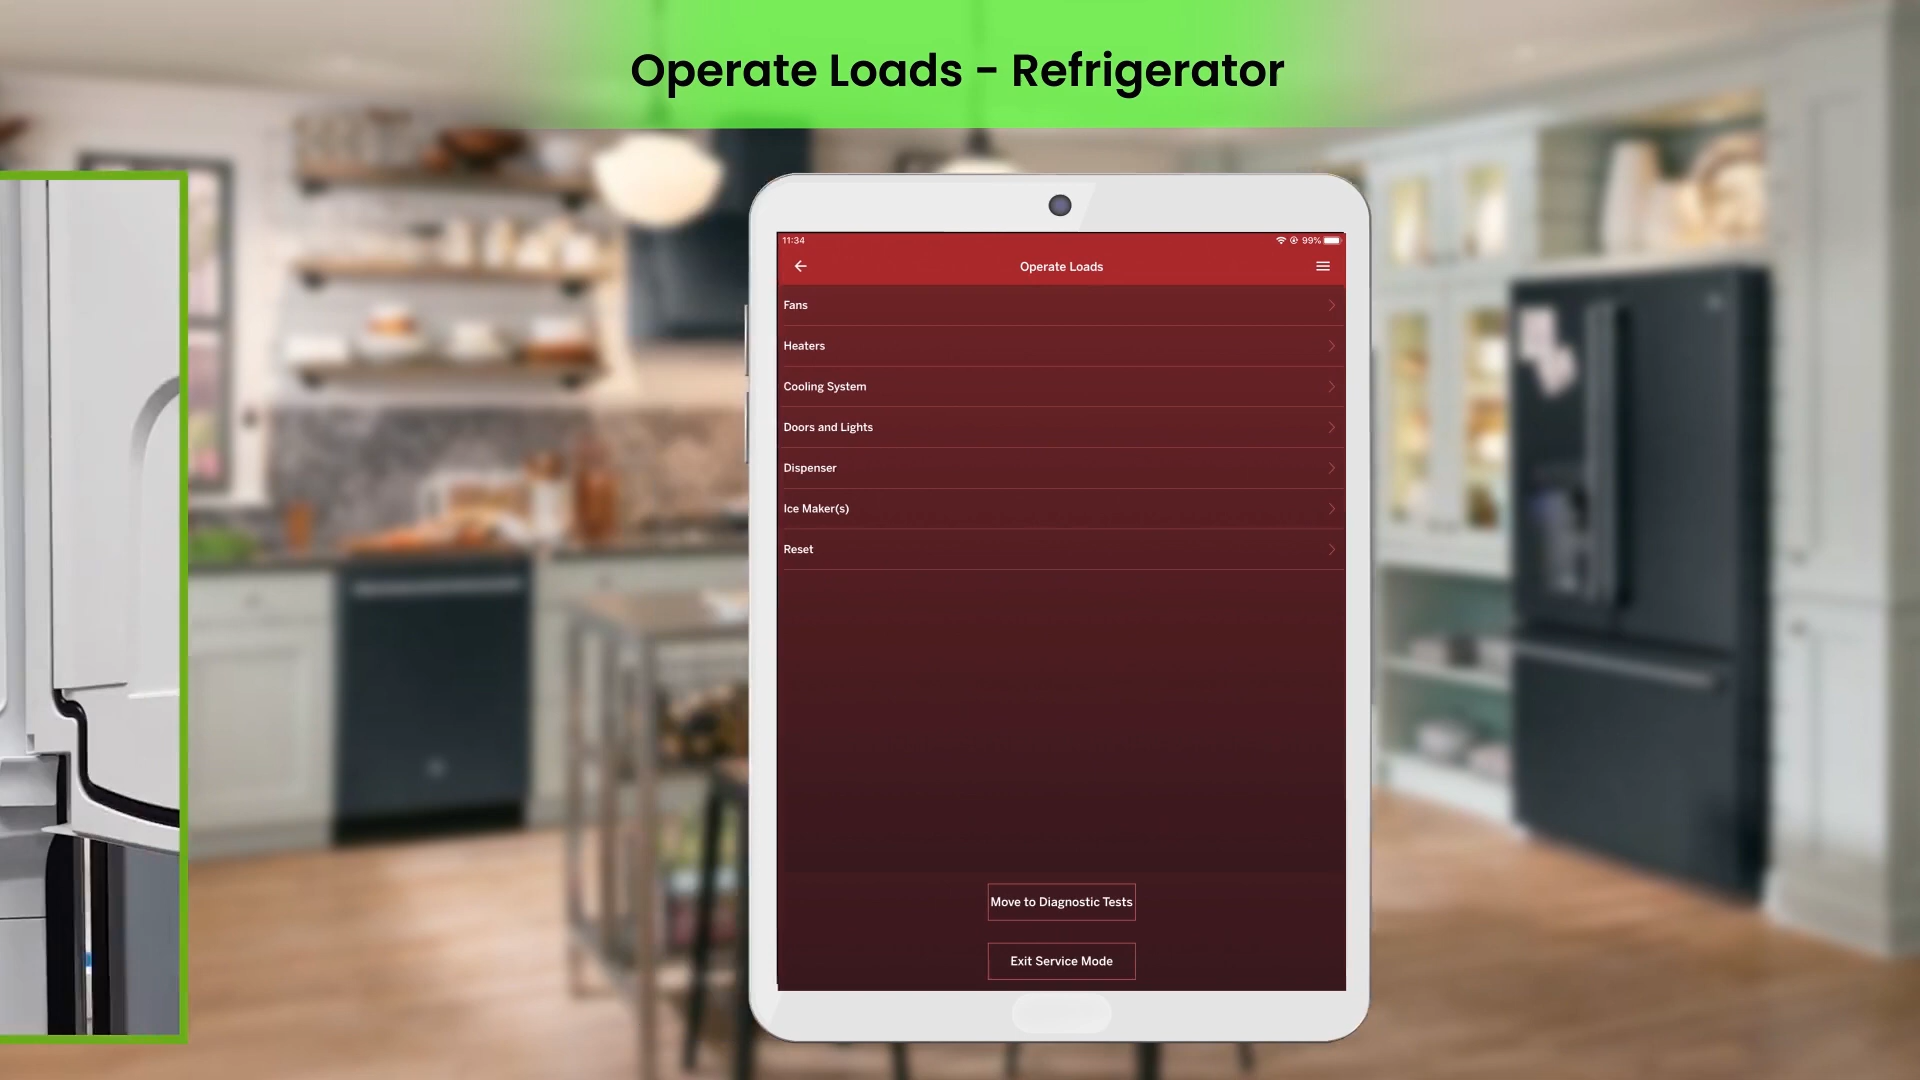 Operate Loads - Refrigerator
11:34
99%
Operate Loads
Fans
Heaters
Cooling System
Doors and Lights
Dispenser
Ice Maker(s)
Reset
Move to Diagnostic Tests
Exit Service Mode